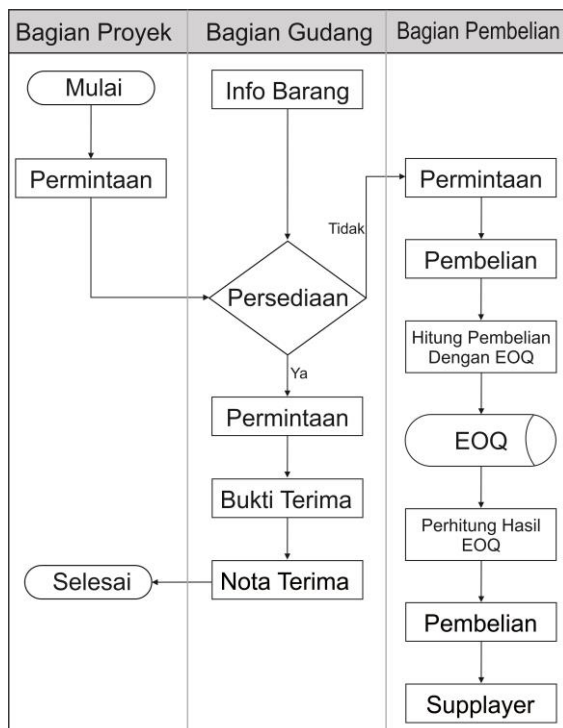 Bagian Proyek
Bagian Gudang
Bagian Pembelian
Mulai
Permintaan
Info Barang
Persediaan
Tidak
Ya
Permintaan
Bukti Terima
Nota Terima
Selesai
Permintaan
Pembelian
Hitung Pembelian
Dengan EOQ
EOQ
Perhitung Hasil
EOQ
Pembelian
Supplayer